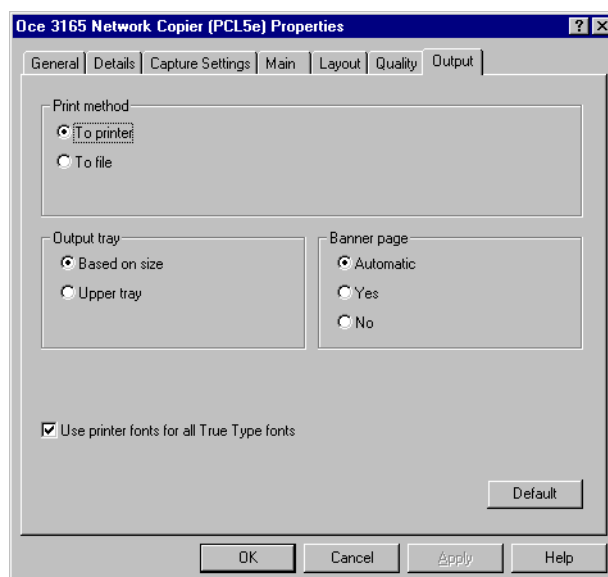 Oce 3165 Network Copier (PCL5e) Properties
General Details Capture Settings Main Layout Quality Output
Print method
To printer
To file
Output tray
Based on size
Upper tray
Banner page
Automatic
Yes
No
Use printer fonts for all True Type fonts
Default
OK Cancel Apply Help